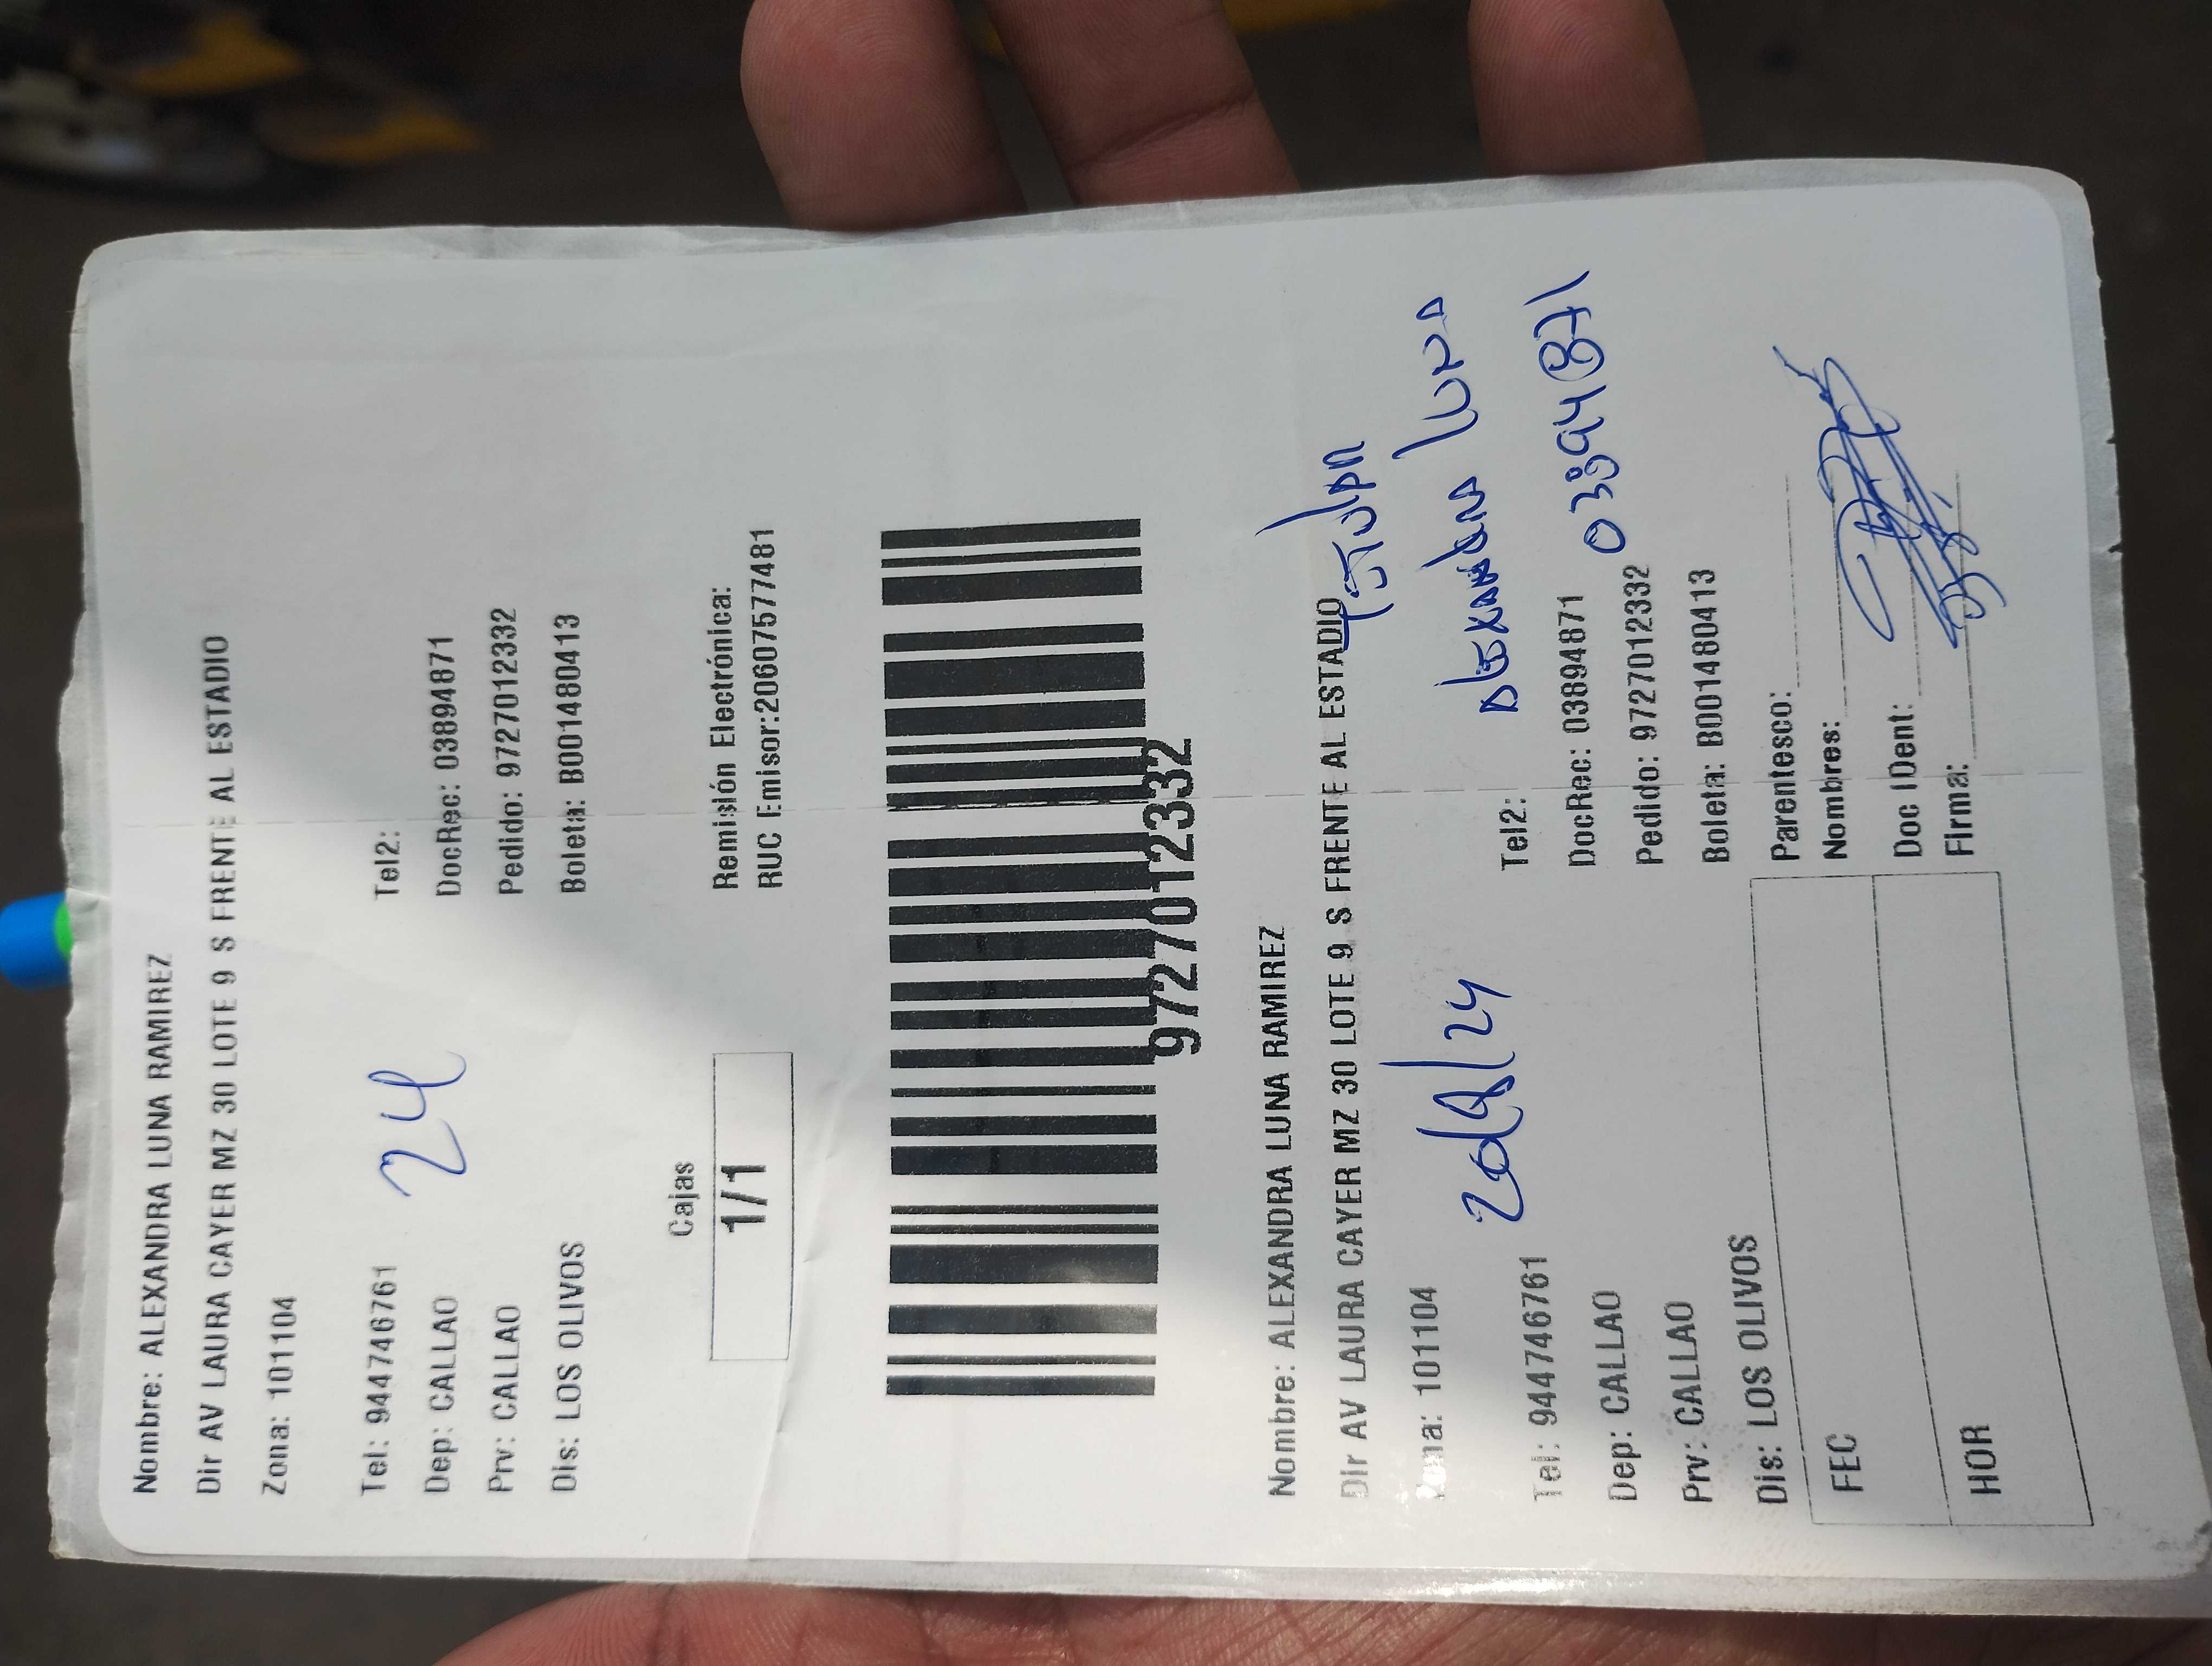 Nombre: ALEXANDRA LUNA RAMIREZ
Dir AV LAURA CAYER MZ 30 LOTE 9 S FRENTE AL ESTADIO
Zona: 101104
Tel: 944746761 24 Tel2:
Dep: CALLAO DocRec: 03894871
Prv: CALLAO Pedido: 9727012332
Dis: LOS OLIVOS Boleta: B001480413
Cajas Remisión Electrónica:
1/1 RUC Emisor:20607577481
9727012332
Nombre: ALEXANDRA LUNA RAMIREZ
Dir AV LAURA CAYER MZ 30 LOTE 9 S FRENTE AL ESTADIO
Titular
Zona: 101104
Alexandra Luna
Tel: 944746761 Tel2:
03894871
Dep: CALLAO DocRec: 03894871
Prv: CALLAO Pedido: 9727012332
Dis: LOS OLIVOS Boleta: B001480413
FEC Parentesco:
Nombres:
HOR Doc IDent:
Firma: